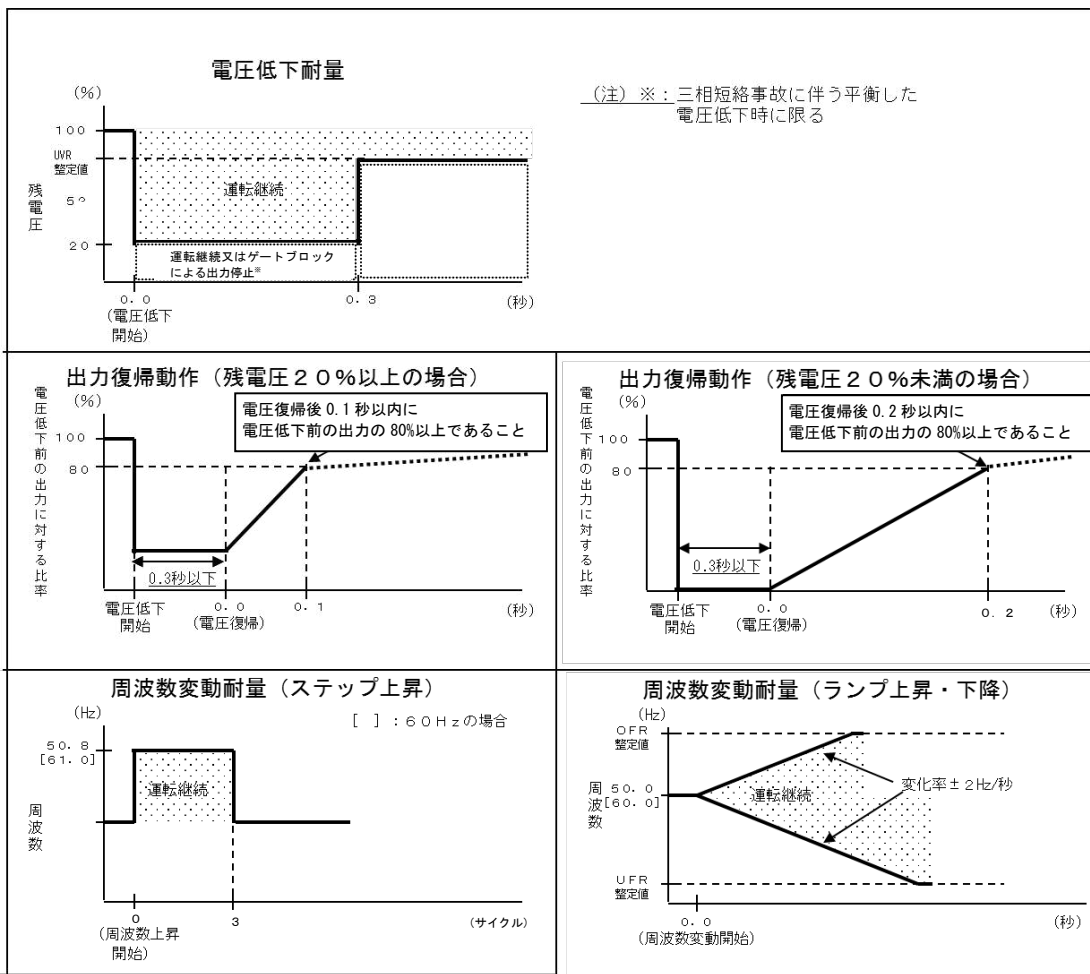 電圧低下耐量
(%)
100
UVR
整定値
残電圧
運転継続
5
20
運転継続又はゲートブロック
による出力停止※
0.0
0.3
(秒)
(電圧低下
開始)
(注)※:三相短絡事故に伴う平衡した
電圧低下時に限る
出力復帰動作(残電圧20%以上の場合)
電圧低下前の出力に対する比率
(%)
電圧復帰後0.1秒以内に
電圧低下前の出力の80%以上であること
100
80
0.3秒以下
電圧低下
開始
0.0
(電圧復帰)
0.1
(秒)
出力復帰動作(残電圧20%未満の場合)
電圧低下前の出力に対する比率
(%)
電圧復帰後0.2秒以内に
電圧低下前の出力の80%以上であること
100
80
0.3秒以下
電圧低下
開始
0.0
(電圧復帰)
0.2
(秒)
周波数変動耐量(ステップ上昇)
(Hz)
[ ]:60Hzの場合
50.8
[61.0]
運転継続
周波数
0
3
(サイクル)
(周波数上昇
開始)
周波数変動耐量(ランプ上昇・下降)
(Hz)
OFR
整定値
周波数
50.0
[60.0]
運転継続
変化率±2Hz/秒
UFR
整定値
0.0
(秒)
(周波数変動開始)